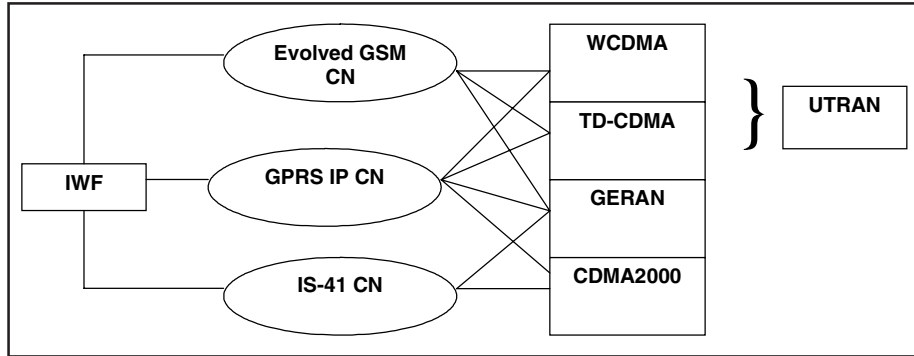 Evolved GSM
CN
WCDMA
UTRAN
TD-CDMA
IWF
GPRS IP CN
GERAN
IS-41 CN
CDMA2000